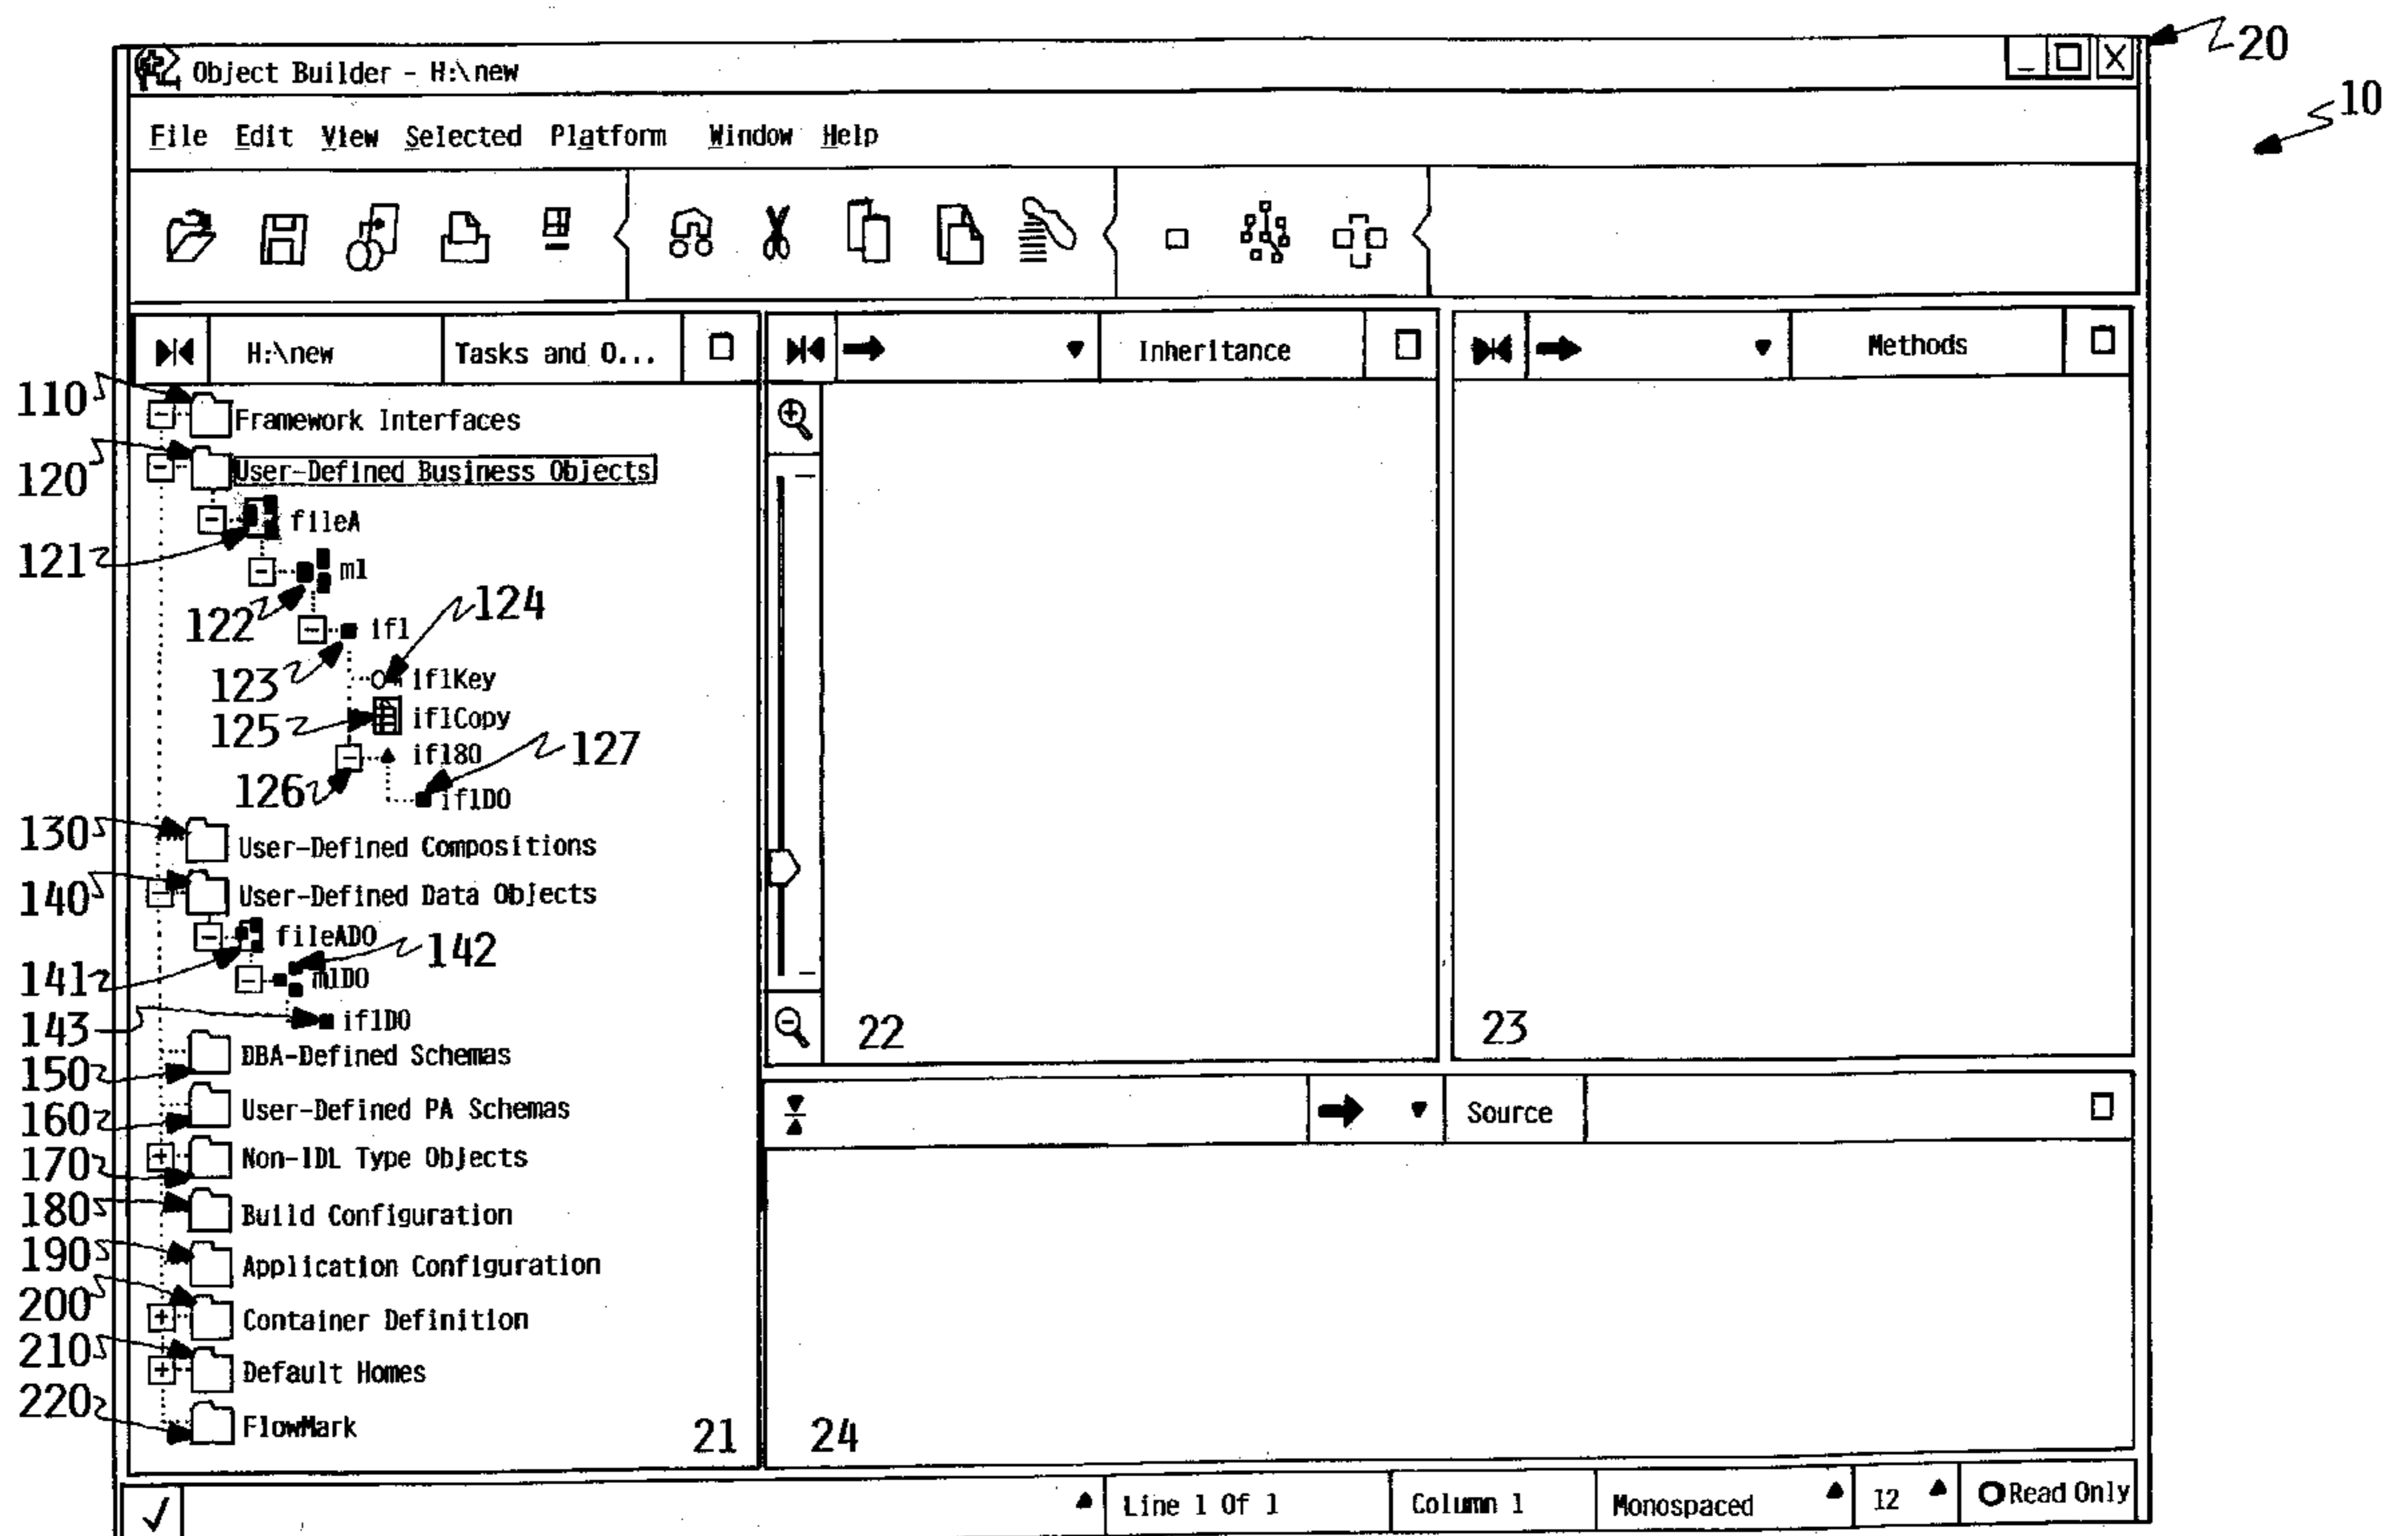 20
10
Object Builder - H:\new
File Edit View Selected Platform Window Help
H:\new Tasks and O... Inheritance Methods
110 Framework Interfaces
120 User-Defined Business Objects
fileA
121
m1
122
124
if1
123
if1Key
125 if1Copy
if180
127
126
if1DO
130 User-Defined Compositions
140 User-Defined Data Objects
fileADO
142
141
m1DO
143 if1DO
22
23
DBA-Defined Schemas
150
160 User-Defined PA Schemas
Source
170 Non-IDL Type Objects
180 Build Configuration
190 Application Configuration
200 Container Definition
210 Default Homes
220 FlowMark
21
24
Line 1 Of 1 Column 1 Monospaced 12 Read Only